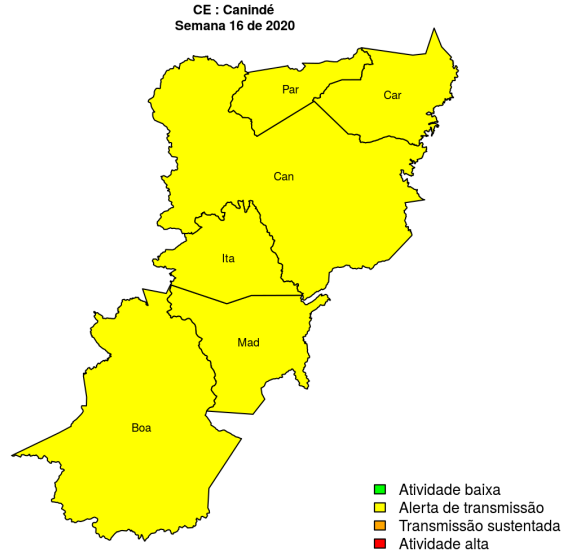 CE : Canindé
Semana 16 de 2020
Par
Car
Can
Ita
Mad
Boa
Atividade baixa
Alerta de transmissão
Transmissão sustentada
Atividade alta